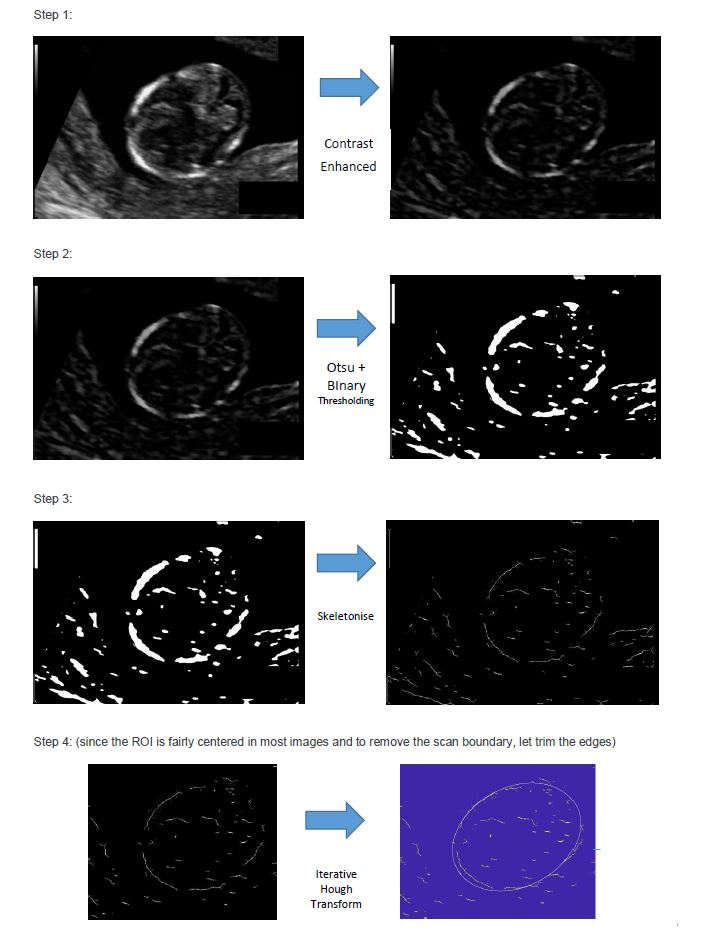 Step 1:
Contrast
Enhanced
Step 2:
Otsu +
BInary
Thresholding
Step 3:
Skeletonise
Step 4: (since the ROI is fairly centered in most images and to remove the scan boundary, let trim the edges)
Iterative
Hough
Transform